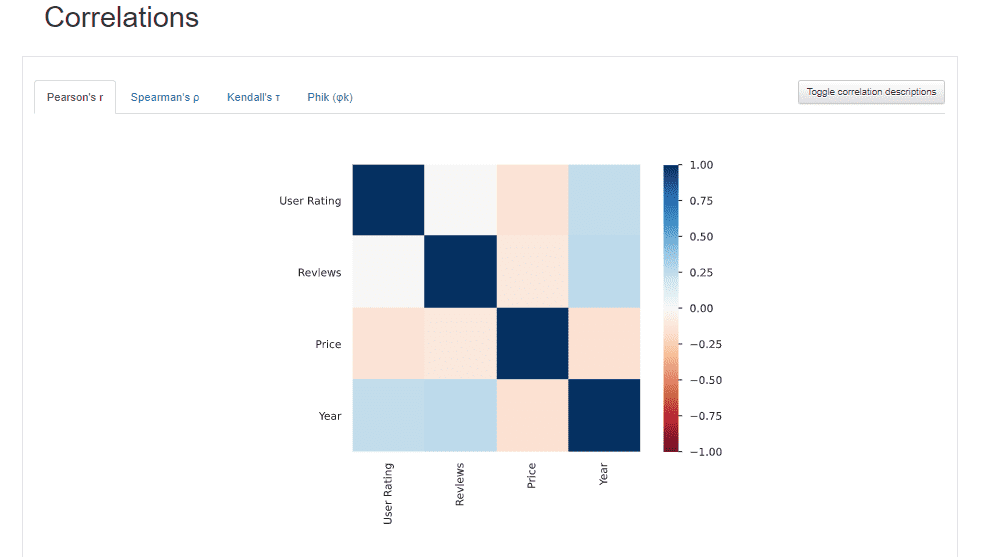 Correlations
Pearson's r Spearman's ρ Kendall's τ Phik (φk) Toggle correlation descriptions
1.00
User Rating
0.75
0.50
Reviews 0.25
0.00
Price −0.25
−0.50
Year −0.75
−1.00
User Rating Reviews Price Year